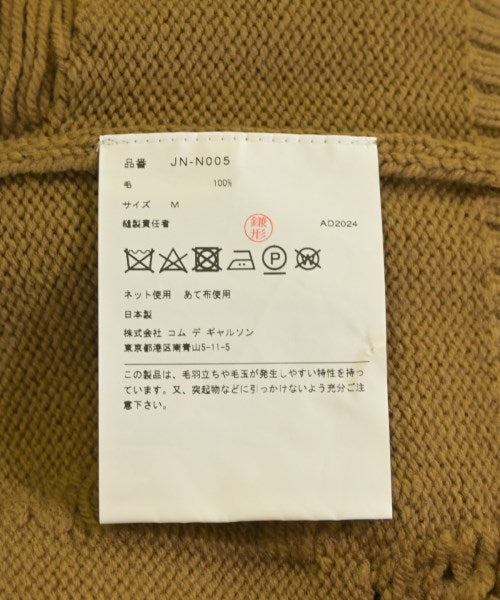 品番 JN-N005
毛 100%
サイズ M
縫製責任者 鎌形 AD2024
P W
ネット使用 あて布使用
日本製
株式会社 コム デ ギャルソン
東京都港区南青山5-11-5
この製品は、毛羽立ちや毛玉が発生しやすい特性を持っ
ています。又、突起物などに引っかけないよう充分ご注
意下さい。